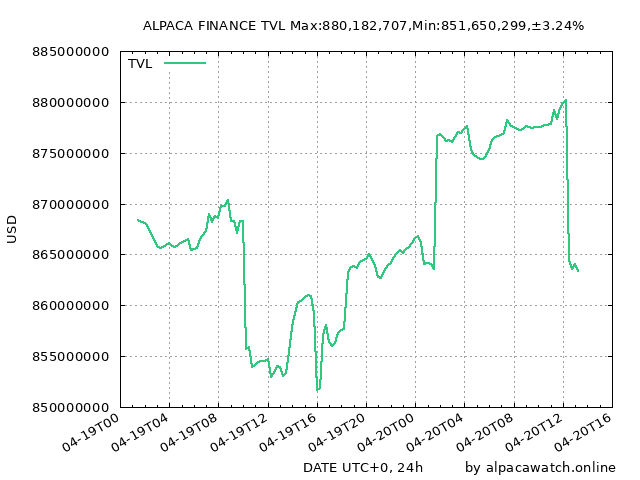 ALPACA FINANCE TVL Max:880,182,707,Min:851,650,299,±3.24%
885000000
TVL
880000000
875000000
870000000
USD
865000000
860000000
855000000
850000000
04-19T00
04-19T04
04-19T08
04-19T12
04-19T16
04-19T20
04-20T00
04-20T04
04-20T08
04-20T12
04-20T16
DATE UTC+0, 24h
by alpacawatch.online